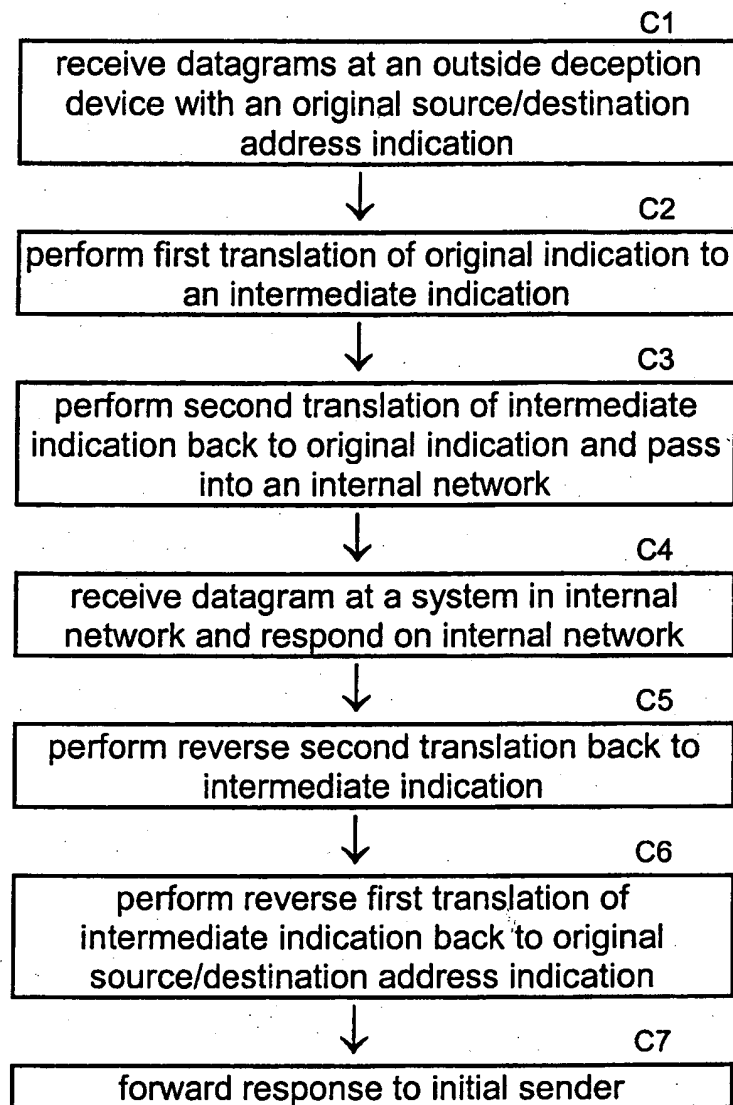 C1
receive datagrams at an outside deception
device with an original source/destination
address indication
C2
perform first translation of original indication to
an intermediate indication
C3
perform second translation of intermediate
indication back to original indication and pass
into an internal network
C4
receive datagram at a system in internal
network and respond on internal network
C5
perform reverse second translation back to
intermediate indication
C6
perform reverse first translation of
intermediate indication back to original
source/destination address indication
C7
forward response to initial sender